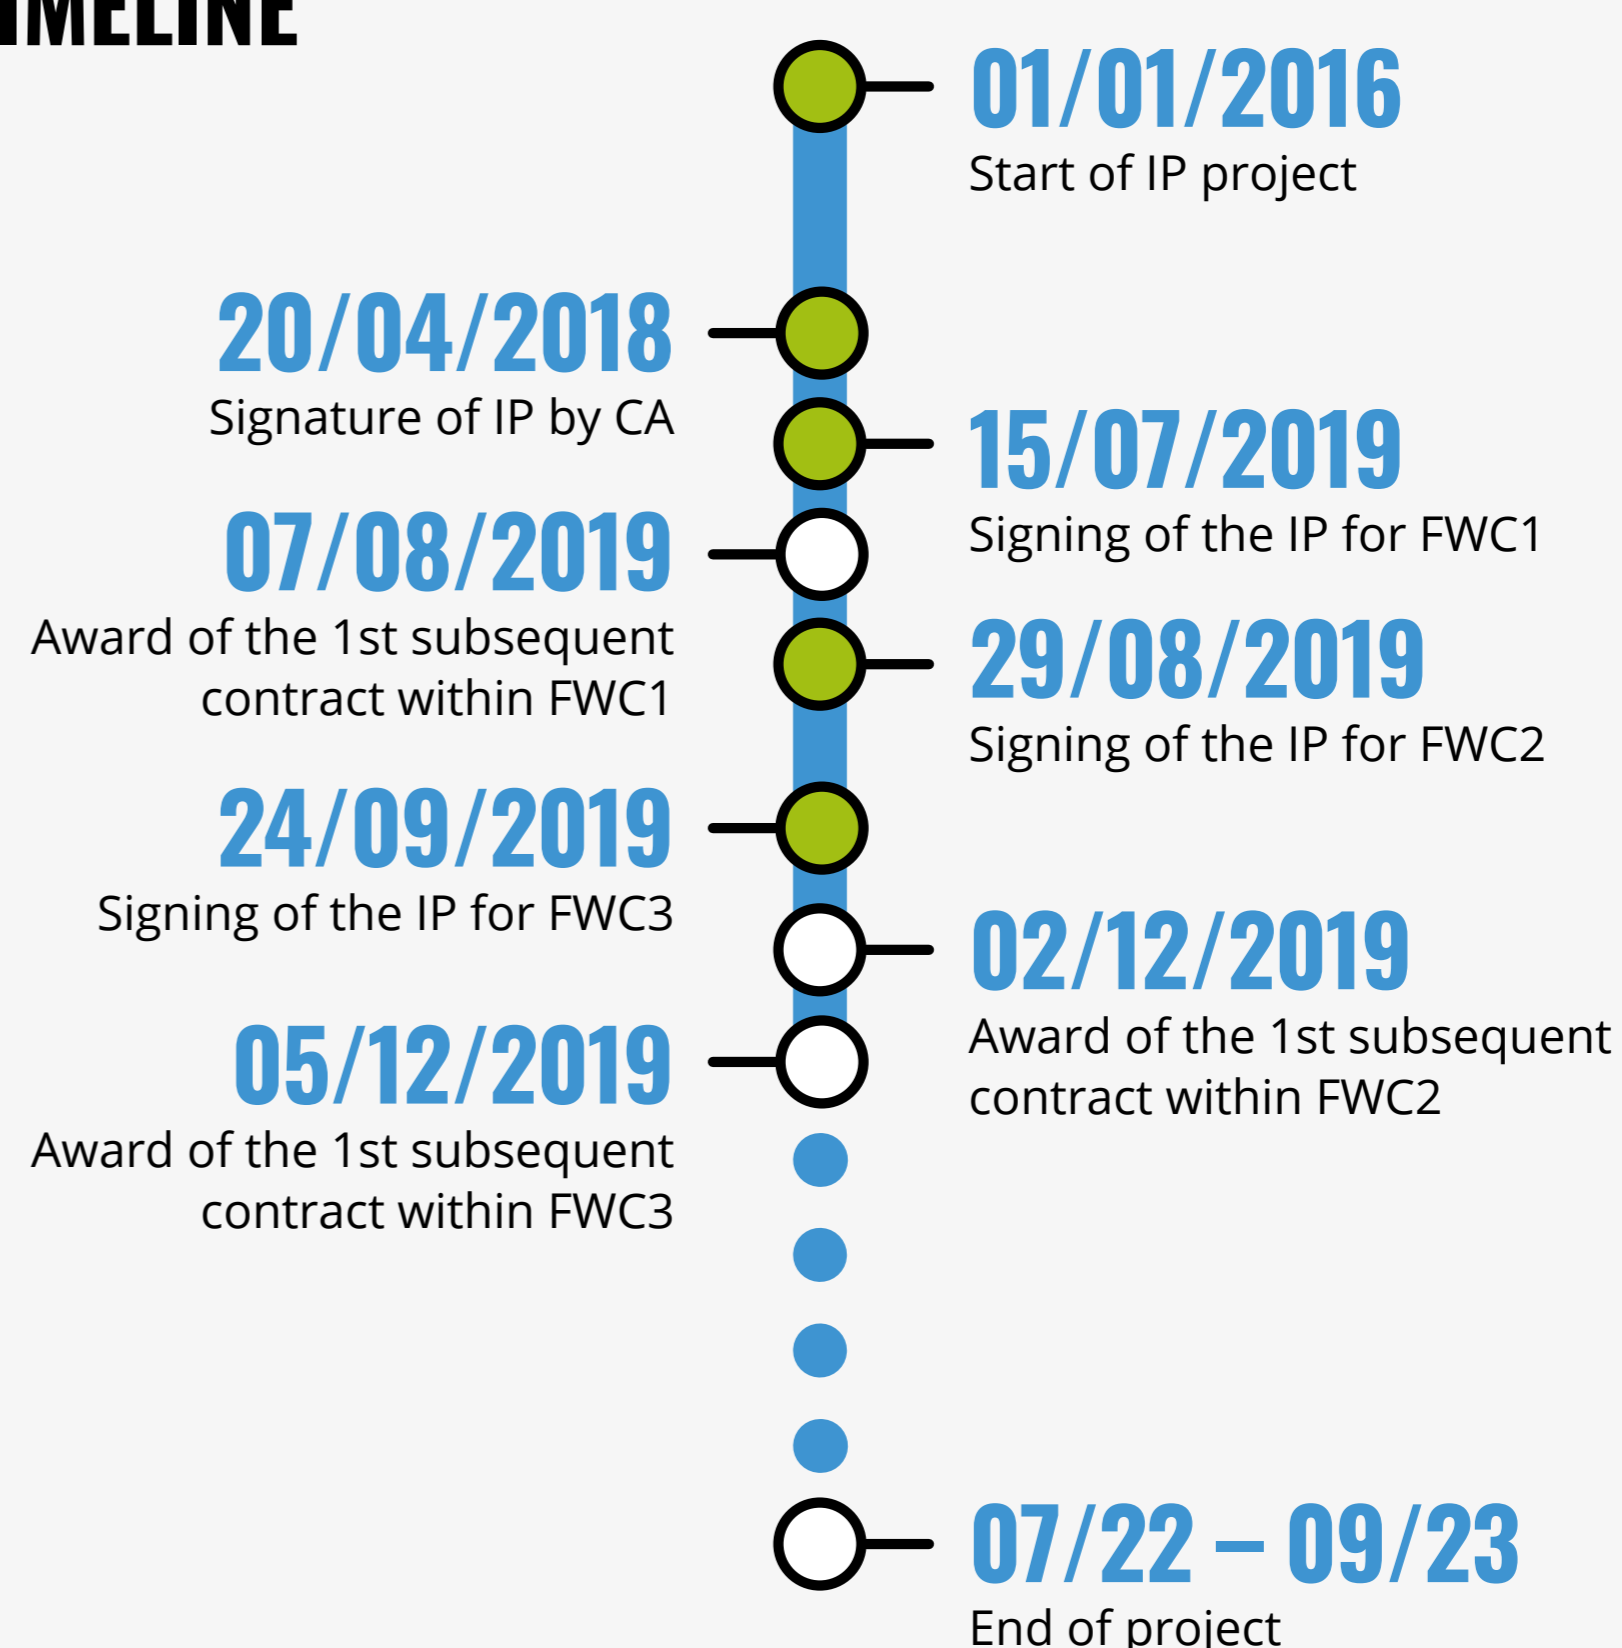 IMELINE
01/01/2016
Start of IP project
20/04/2018
Signature of IP by CA
15/07/2019
Signing of the IP for FWC1
07/08/2019
Award of the 1st subsequent
contract within FWC1
29/08/2019
Signing of the IP for FWC2
24/09/2019
Signing of the IP for FWC3
02/12/2019
Award of the 1st subsequent
contract within FWC2
05/12/2019
Award of the 1st subsequent
contract within FWC3
07/22 – 09/23
End of project